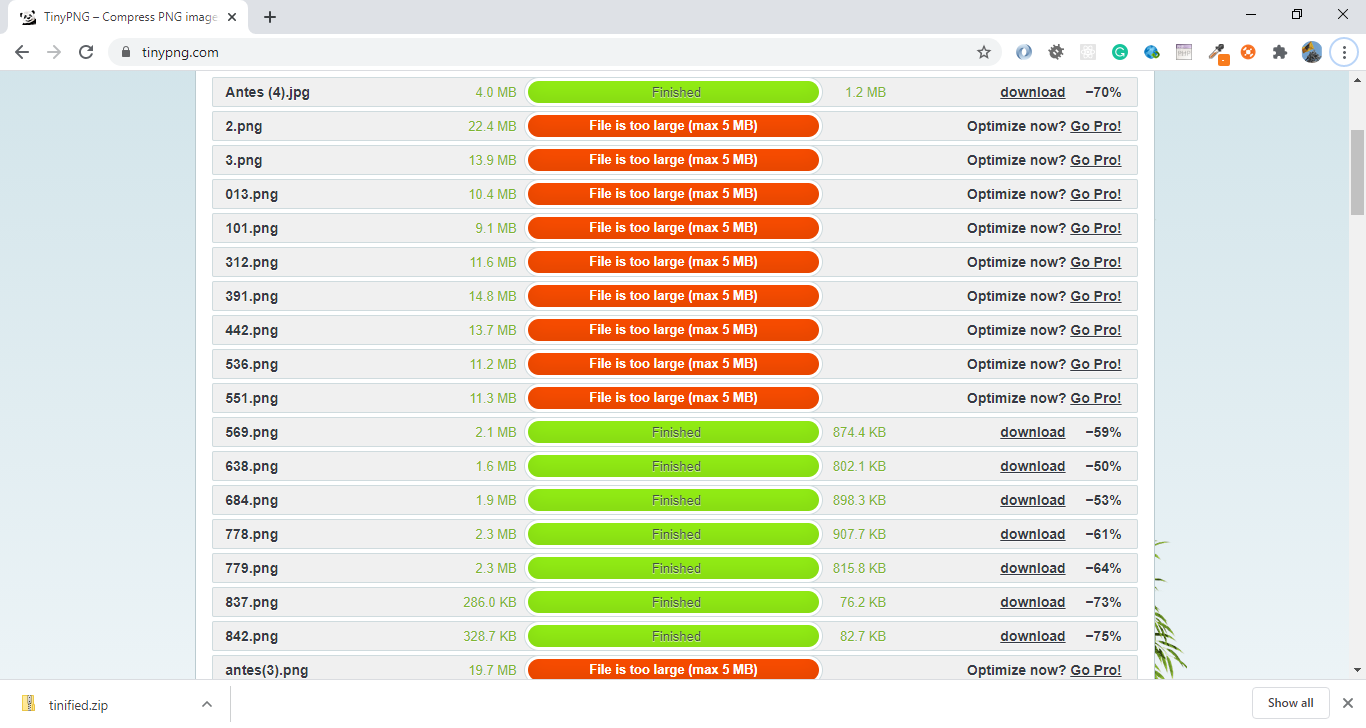 TinyPNG – Compress PNG image
tinypng.com
Antes (4).jpg 4.0 MB Finished 1.2 MB download −70%
2.png 22.4 MB File is too large (max 5 MB) Optimize now? Go Pro!
3.png 13.9 MB File is too large (max 5 MB) Optimize now? Go Pro!
013.png 10.4 MB File is too large (max 5 MB) Optimize now? Go Pro!
101.png 9.1 MB File is too large (max 5 MB) Optimize now? Go Pro!
312.png 11.6 MB File is too large (max 5 MB) Optimize now? Go Pro!
391.png 14.8 MB File is too large (max 5 MB) Optimize now? Go Pro!
442.png 13.7 MB File is too large (max 5 MB) Optimize now? Go Pro!
536.png 11.2 MB File is too large (max 5 MB) Optimize now? Go Pro!
551.png 11.3 MB File is too large (max 5 MB) Optimize now? Go Pro!
569.png 2.1 MB Finished 874.4 KB download −59%
638.png 1.6 MB Finished 802.1 KB download −50%
684.png 1.9 MB Finished 898.3 KB download −53%
778.png 2.3 MB Finished 907.7 KB download −61%
779.png 2.3 MB Finished 815.8 KB download −64%
837.png 286.0 KB Finished 76.2 KB download −73%
842.png 328.7 KB Finished 82.7 KB download −75%
antes(3).png 19.7 MB File is too large (max 5 MB) Optimize now? Go Pro!
tinified.zip
Show all